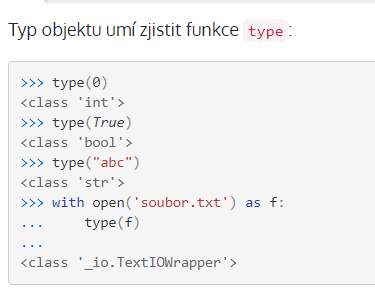 Typ objektu umí zjistit funkce type:
>>> type(0)
<class 'int'>
>>> type(True)
<class 'bool'>
>>> type("abc")
<class 'str'>
>>> with open('soubor.txt') as f:
...     type(f)
...
<class '_io.TextIOWrapper'>